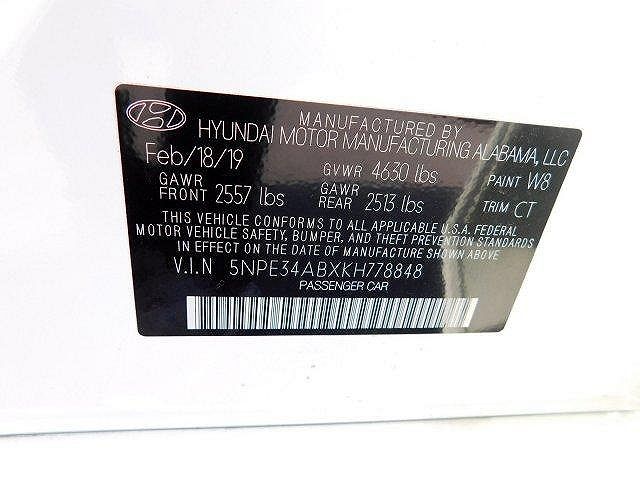 MANUFACTURED BY
HYUNDAI MOTOR MANUFACTURING ALABAMA, LLC
Feb/18/19 GVWR 4630 lbs PAINT W8
GAWR FRONT 2557 lbs GAWR REAR 2513 lbs TRIM CT
THIS VEHICLE CONFORMS TO ALL APPLICABLE U.S.A. FEDERAL
MOTOR VEHICLE SAFETY, BUMPER, AND THEFT PREVENTION STANDARDS
IN EFFECT ON THE DATE OF MANUFACTURE SHOWN ABOVE.
V.I.N 5NPE34ABXKH778848
PASSENGER CAR